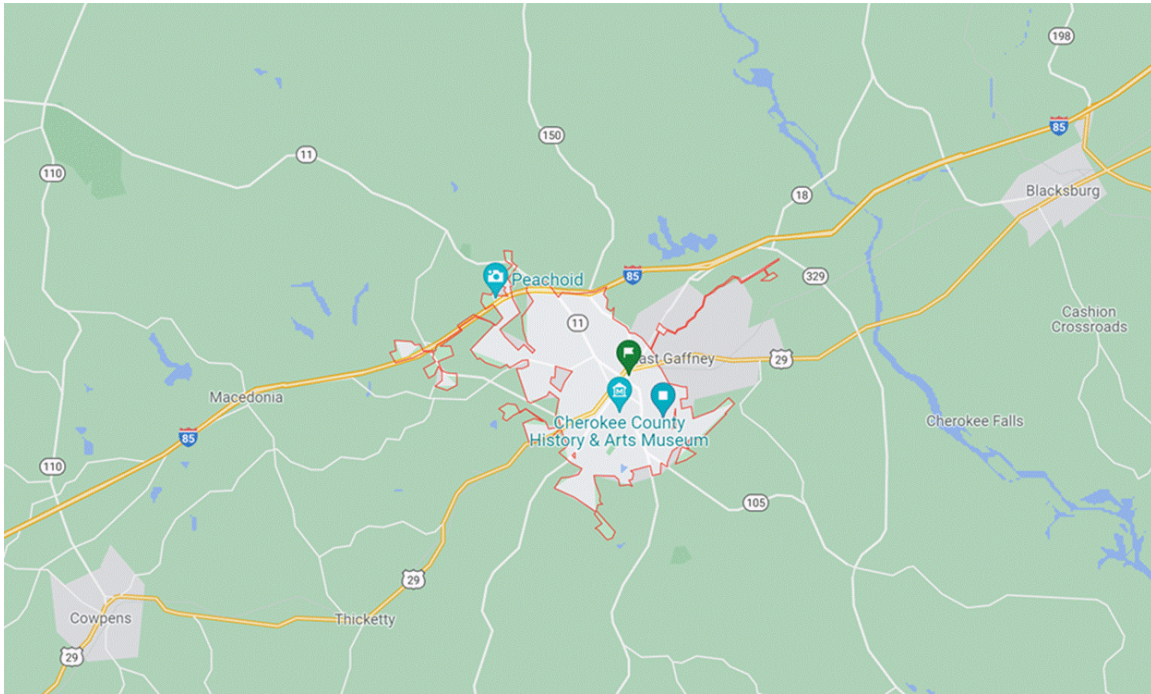 198
85
150
11
110
Blacksburg
18
85
329
Peachoid
Cashion
Crossroads
11
ast Gaffney
29
Macedonia
Cherokee County
History & Arts Museum
Cherokee Falls
85
110
105
29
Cowpens
Thicketty
29